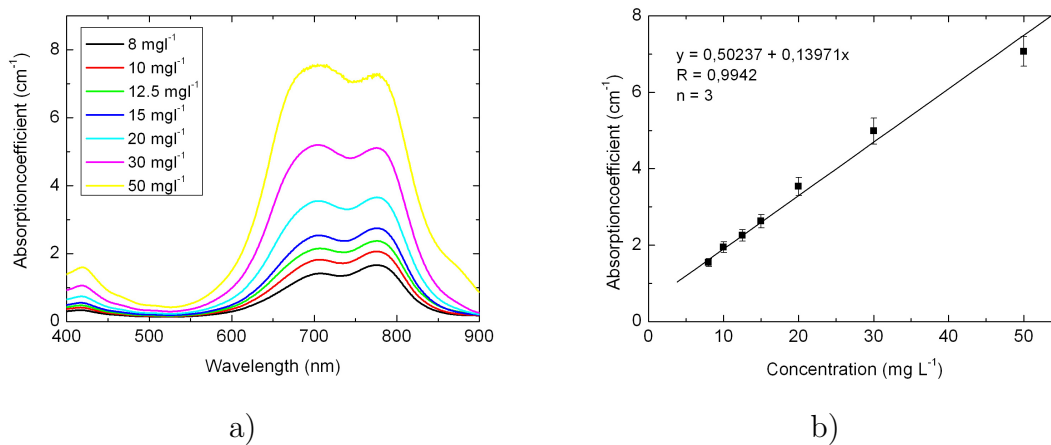 8 mgl⁻¹
10 mgl⁻¹
12.5 mgl⁻¹
15 mgl⁻¹
20 mgl⁻¹
30 mgl⁻¹
50 mgl⁻¹
Absorptioncoefficient (cm⁻¹)
8
6
4
2
0
400 500 600 700 800 900
Wavelength (nm)
a)
y = 0,50237 + 0,13971x
R = 0,9942
n = 3
Absorptioncoefficient (cm⁻¹)
8
6
4
2
0
0 10 20 30 40 50
Concentration (mg L⁻¹)
b)